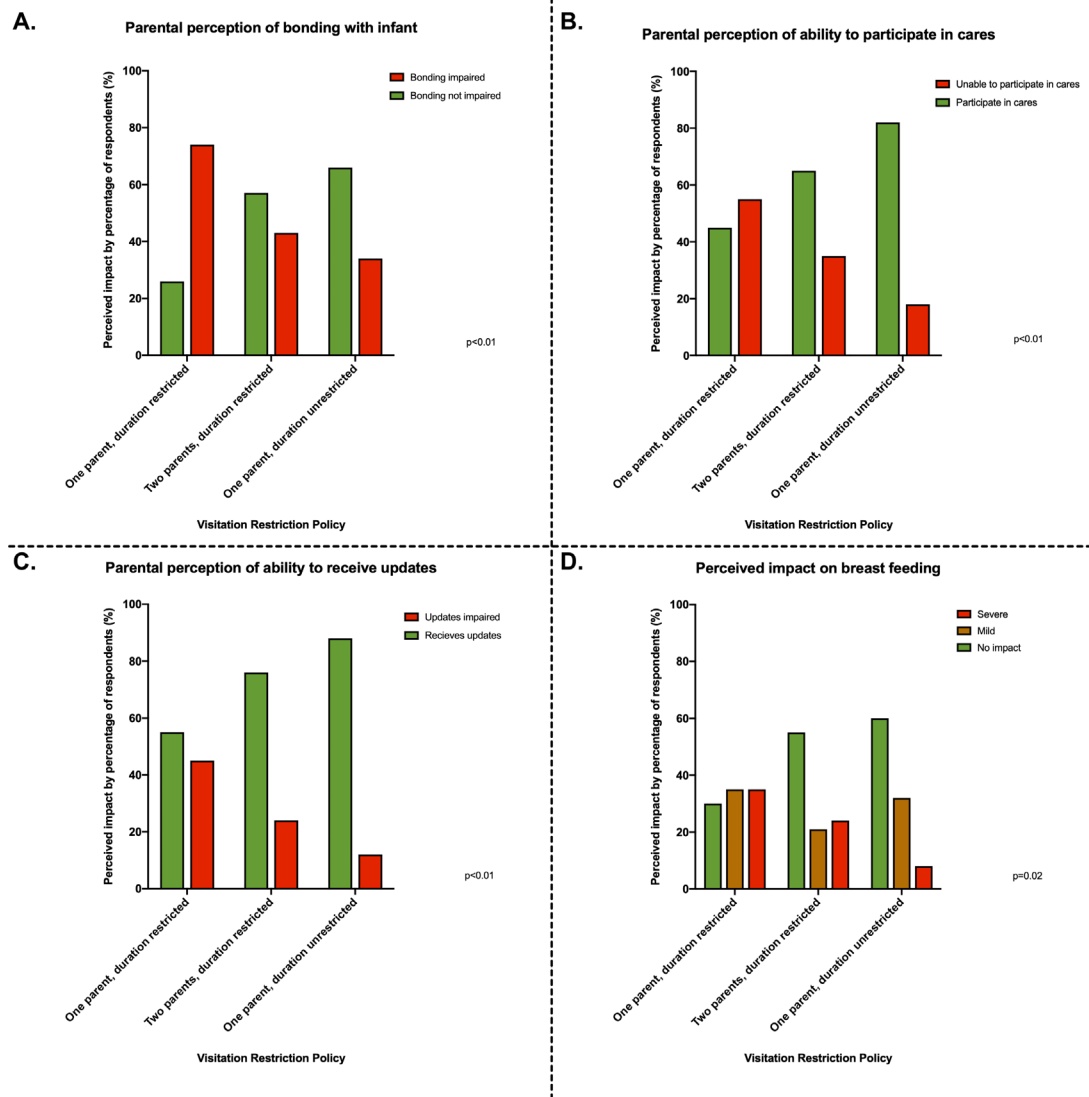 A.
Parental perception of bonding with infant
Perceived impact by percentage of respondents (%)
100
80
60
40
20
0
Bonding impaired
Bonding not impaired
p<0.01
One parent, duration restricted
Two parents, duration restricted
One parent, duration unrestricted
Visitation Restriction Policy
B.
Parental perception of ability to participate in cares
Perceived impact by percentage of respondents (%)
100
80
60
40
20
0
Unable to participate in cares
Participate in cares
p<0.01
One parent, duration restricted
Two parents, duration restricted
One parent, duration unrestricted
Visitation Restriction Policy
C.
Parental perception of ability to receive updates
Perceived impact by percentage of respondents (%)
100
80
60
40
20
0
Updates impaired
Recieves updates
p<0.01
One parent, duration restricted
Two parents, duration restricted
One parent, duration unrestricted
Visitation Restriction Policy
D.
Perceived impact on breast feeding
Perceived impact by percentage of respondents (%)
100
80
60
40
20
0
Severe
Mild
No impact
p=0.02
One parent, duration restricted
Two parents, duration restricted
One parent, duration unrestricted
Visitation Restriction Policy